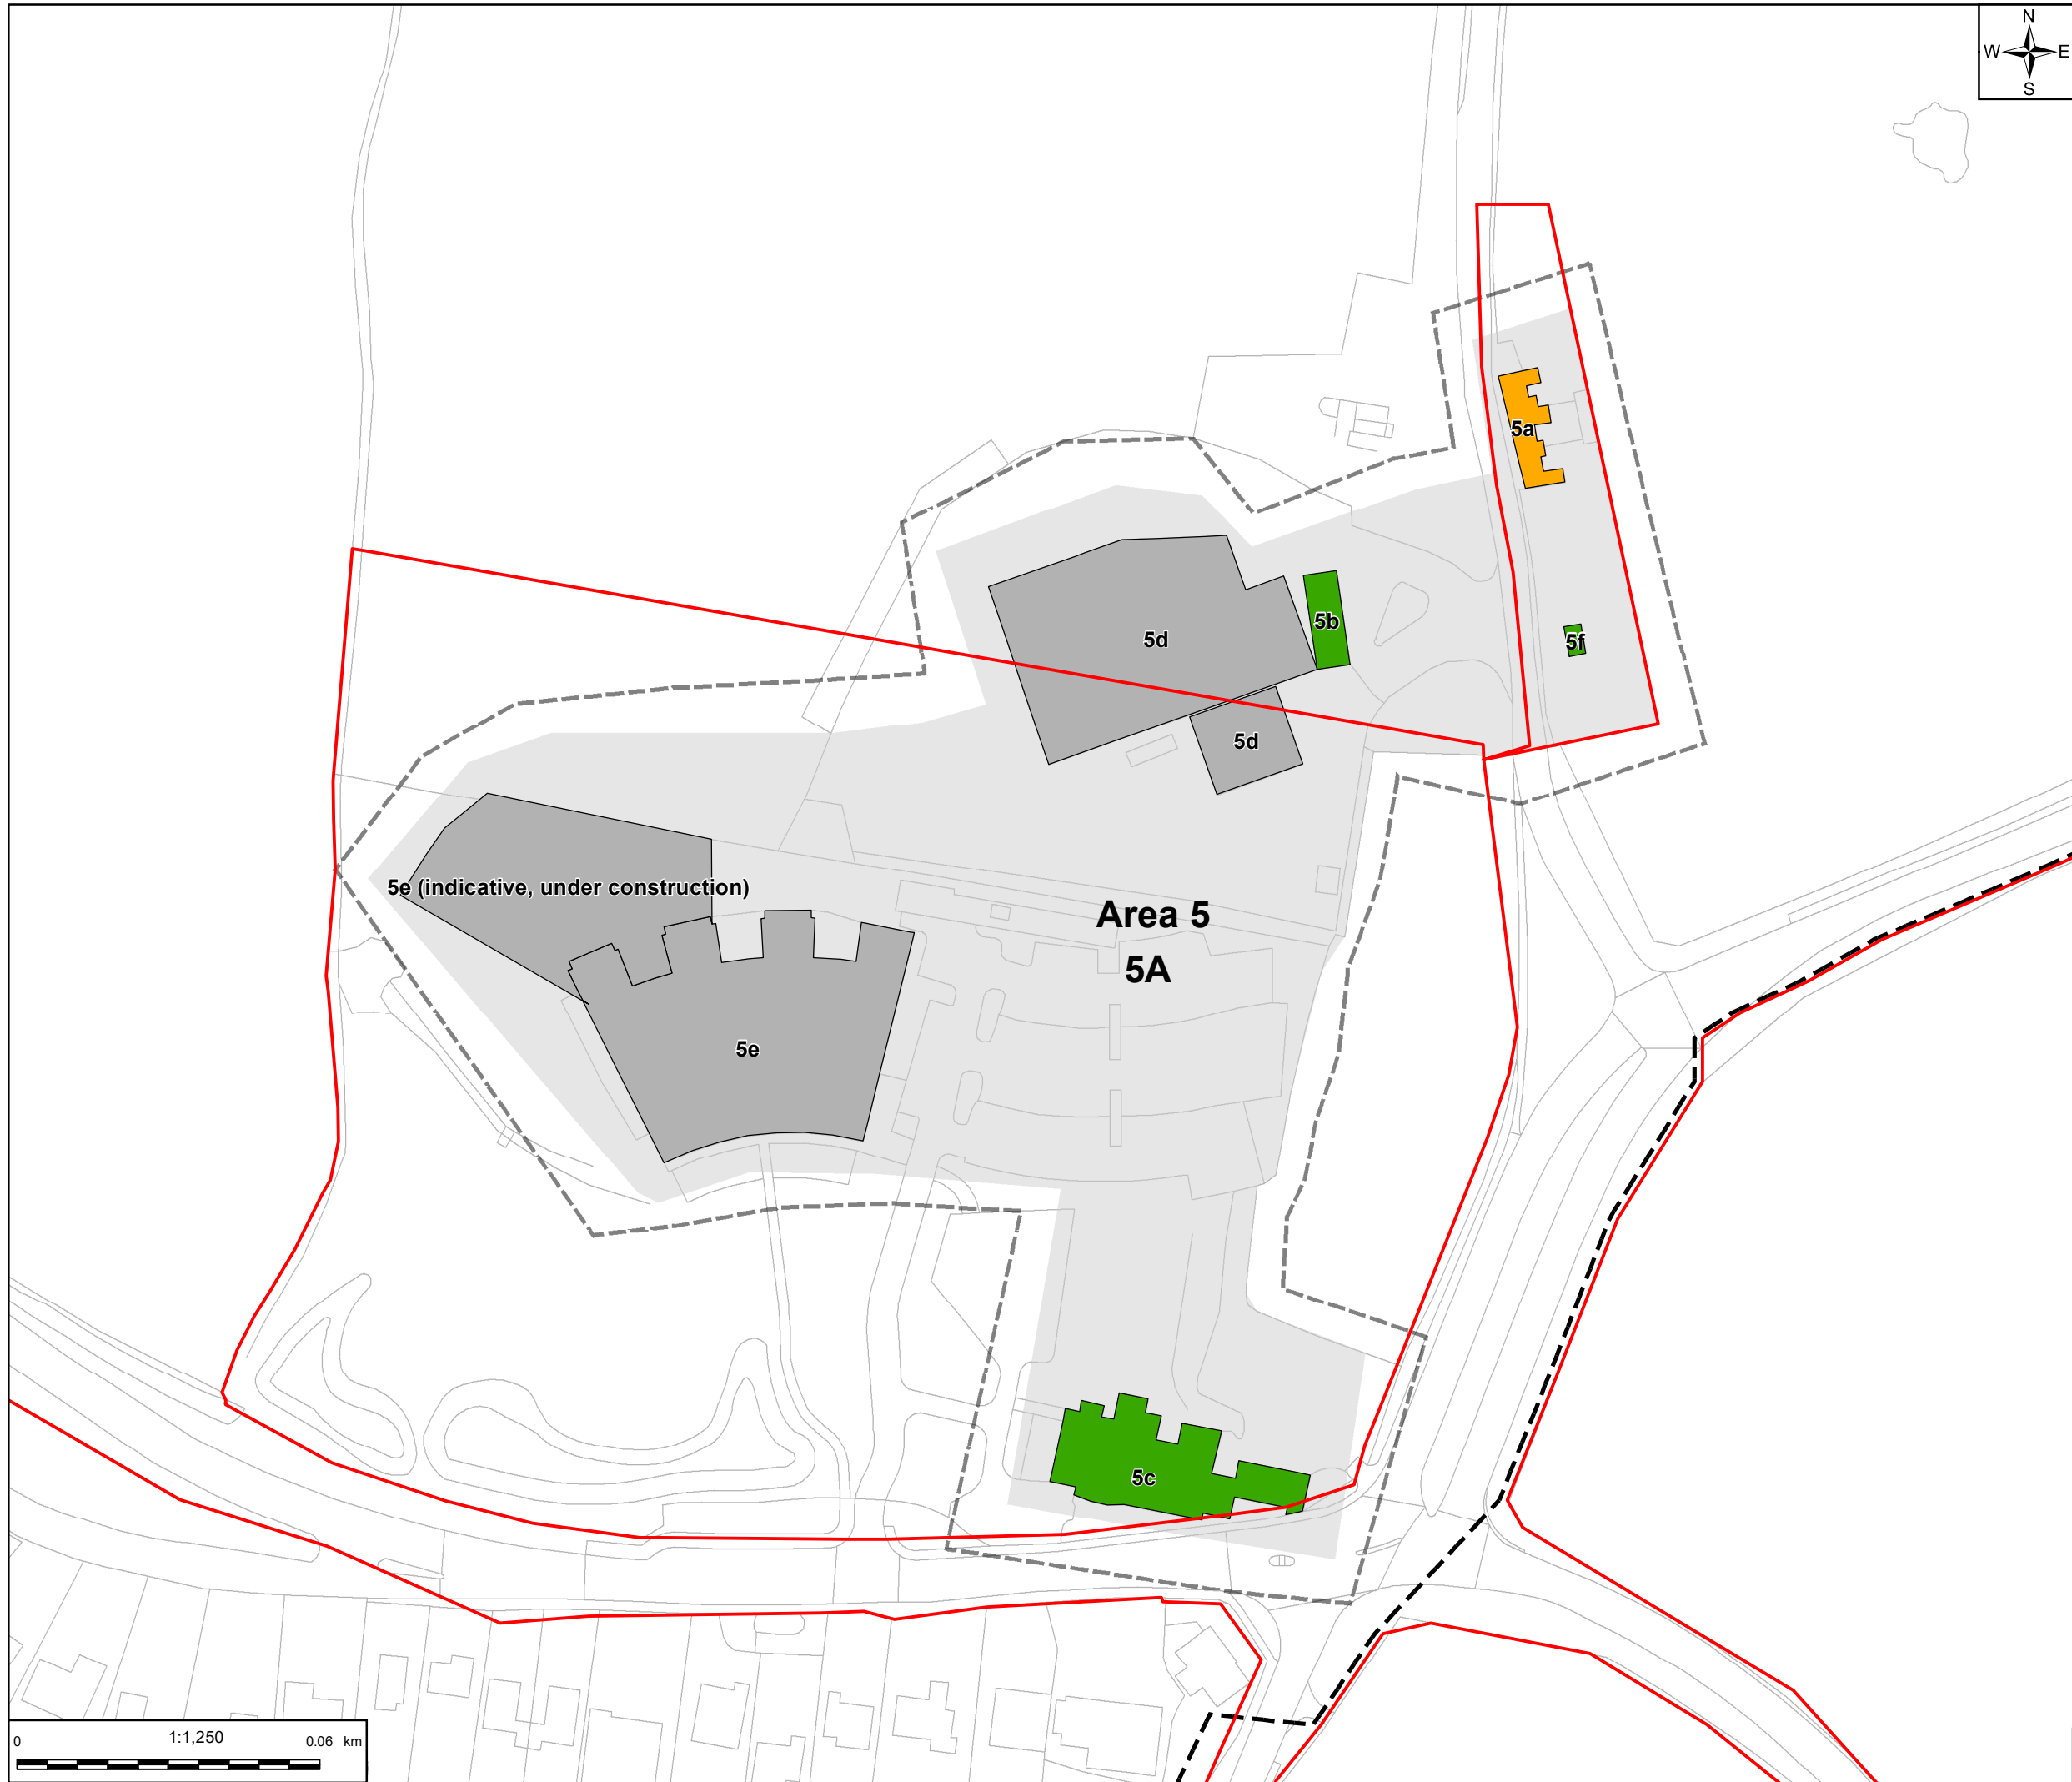 N
W E
S
5a
5b
5f
5d
5d
5e (indicative, under construction)
Area 5
5A
5e
5c
1:1,250
0 0.06 km